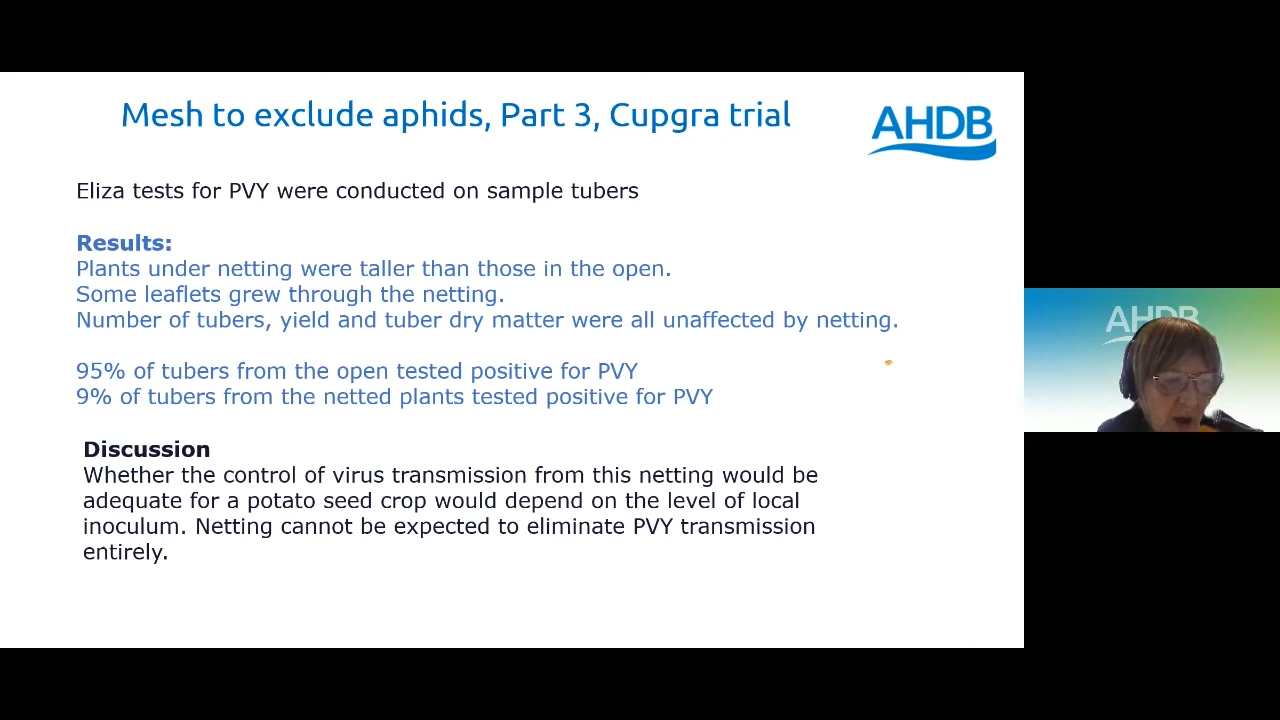 Mesh to exclude aphids, Part 3, Cupgra trial
AHDB
Eliza tests for PVY were conducted on sample tubers
Results:
Plants under netting were taller than those in the open.
Some leaflets grew through the netting.
Number of tubers, yield and tuber dry matter were all unaffected by netting.
95% of tubers from the open tested positive for PVY
9% of tubers from the netted plants tested positive for PVY
Discussion
Whether the control of virus transmission from this netting would be
adequate for a potato seed crop would depend on the level of local
inoculum. Netting cannot be expected to eliminate PVY transmission
entirely.
AHDB